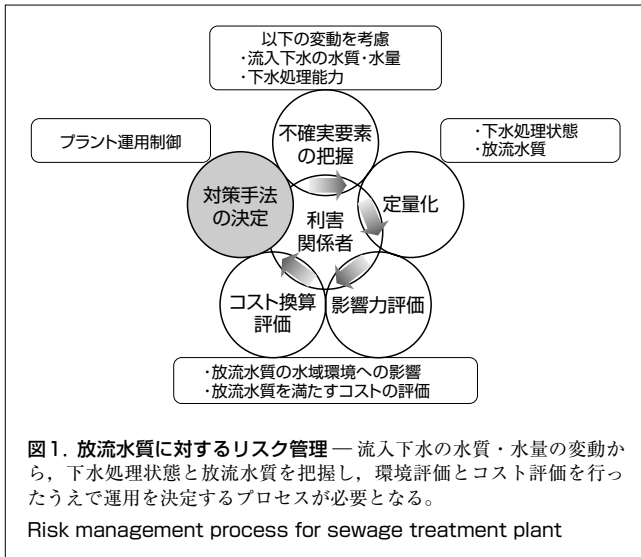 以下の変動を考慮
・流入下水の水質・水量
・下水処理能力
プラント運用制御
不確実要素
の把握
・下水処理状態
・放流水質
対策手法
の決定
利害
関係者
定量化
コスト換算
評価
影響力評価
・放流水質の水域環境への影響
・放流水質を満たすコストの評価
図1. 放流水質に対するリスク管理 — 流入下水の水質・水量の変動か
ら，下水処理状態と放流水質を把握し，環境評価とコスト評価を行っ
たうえで運用を決定するプロセスが必要となる。
Risk management process for sewage treatment plant